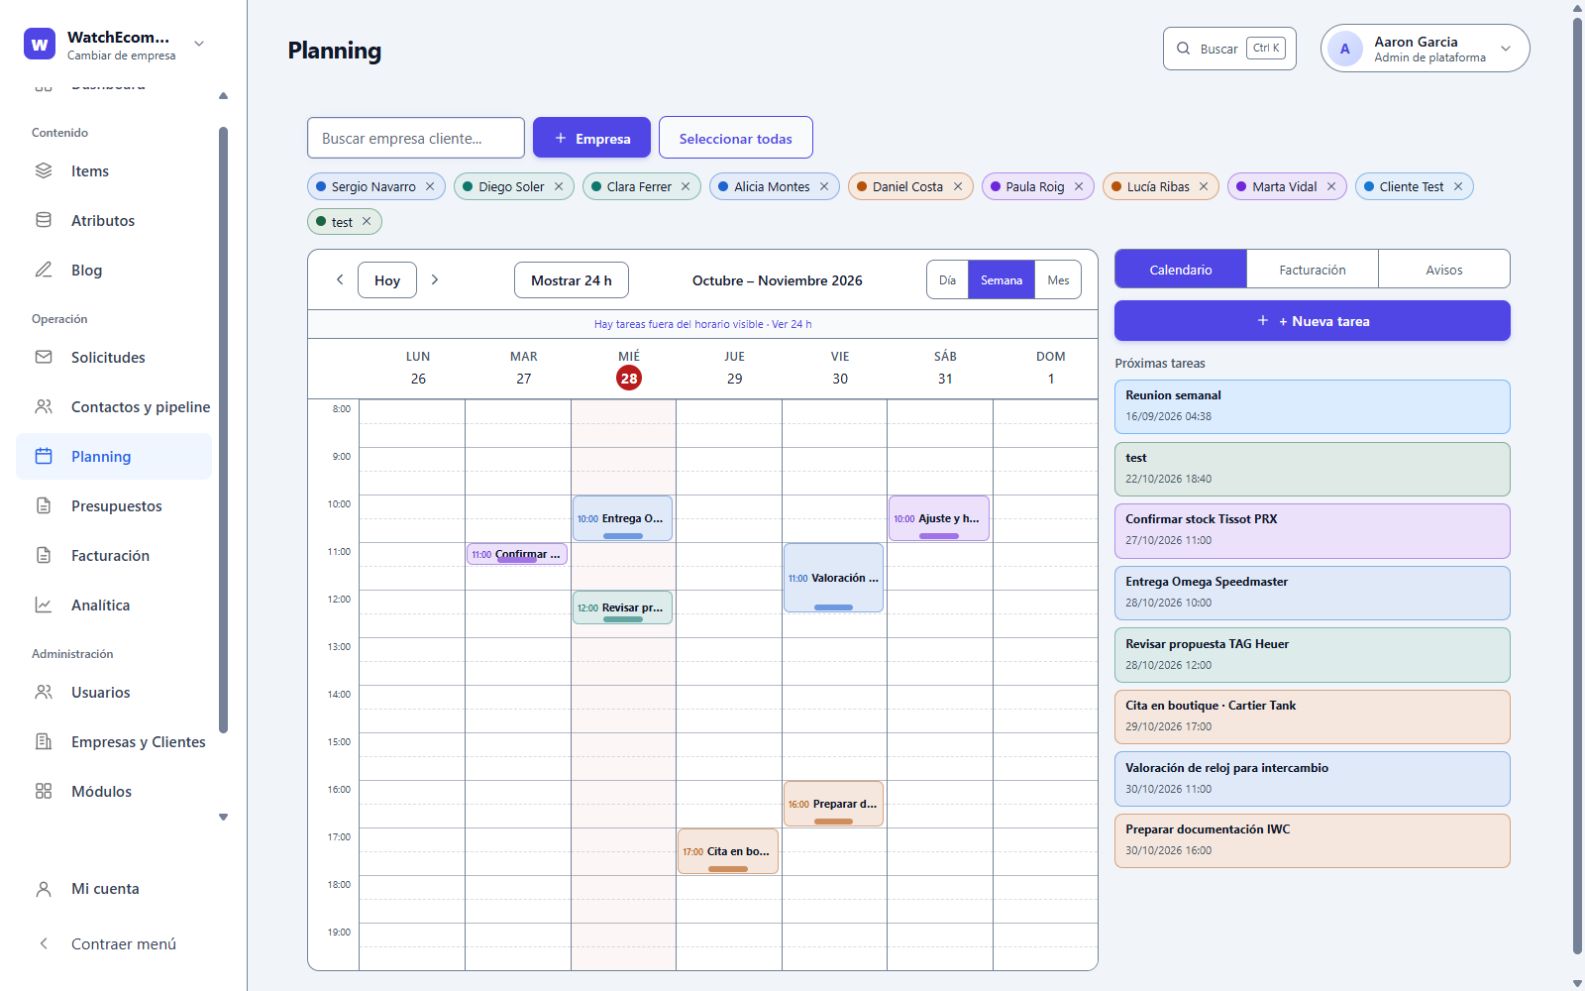 W
WatchEcom...
Cambiar de empresa
Dashboard
Contenido
Items
Atributos
Blog
Operación
Solicitudes
Contactos y pipeline
Planning
Presupuestos
Facturación
Analítica
Administración
Usuarios
Empresas y Clientes
Módulos
Mi cuenta
Contraer menú
Planning
Buscar Ctrl K
A
Aaron Garcia
Admin de plataforma
Buscar empresa cliente...
+ Empresa
Seleccionar todas
Sergio Navarro ×
Diego Soler ×
Clara Ferrer ×
Alicia Montes ×
Daniel Costa ×
Paula Roig ×
Lucía Ribas ×
Marta Vidal ×
Cliente Test ×
test ×
Hoy
Mostrar 24 h
Octubre – Noviembre 2026
Día Semana Mes
Hay tareas fuera del horario visible · Ver 24 h
LUN MAR MIÉ JUE VIE SÁB DOM
26 27 28 29 30 31 1
8:00
9:00
10:00
10:00 Entrega O...
10:00 Ajuste y h...
11:00
11:00 Confirmar ...
11:00 Valoración ...
12:00
12:00 Revisar pr...
13:00
14:00
15:00
16:00
16:00 Preparar d...
17:00
17:00 Cita en bo...
18:00
19:00
Calendario Facturación Avisos
+ + Nueva tarea
Próximas tareas
Reunion semanal
16/09/2026 04:38
test
22/10/2026 18:40
Confirmar stock Tissot PRX
27/10/2026 11:00
Entrega Omega Speedmaster
28/10/2026 10:00
Revisar propuesta TAG Heuer
28/10/2026 12:00
Cita en boutique · Cartier Tank
29/10/2026 17:00
Valoración de reloj para intercambio
30/10/2026 11:00
Preparar documentación IWC
30/10/2026 16:00